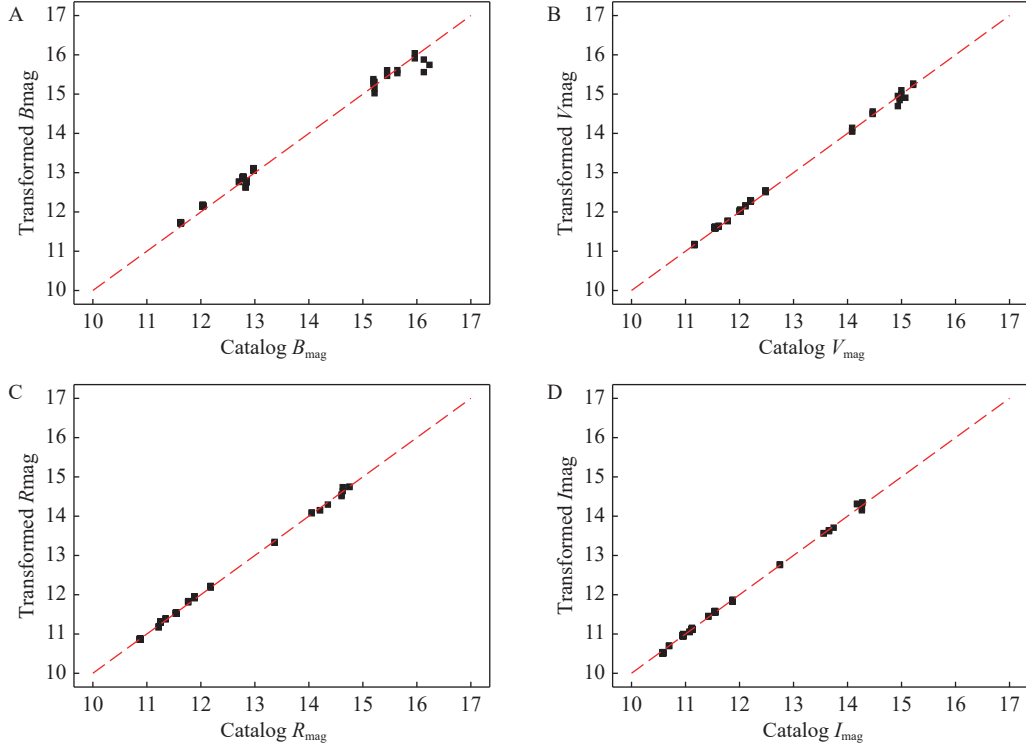 A
17
16
15
14
13
12
11
10
Transformed Bmag
10 11 12 13 14 15 16 17
Catalog B_mag
B
17
16
15
14
13
12
11
10
Transformed Vmag
10 11 12 13 14 15 16 17
Catalog V_mag
C
17
16
15
14
13
12
11
10
Transformed Rmag
10 11 12 13 14 15 16 17
Catalog R_mag
D
17
16
15
14
13
12
11
10
Transformed Imag
10 11 12 13 14 15 16 17
Catalog I_mag